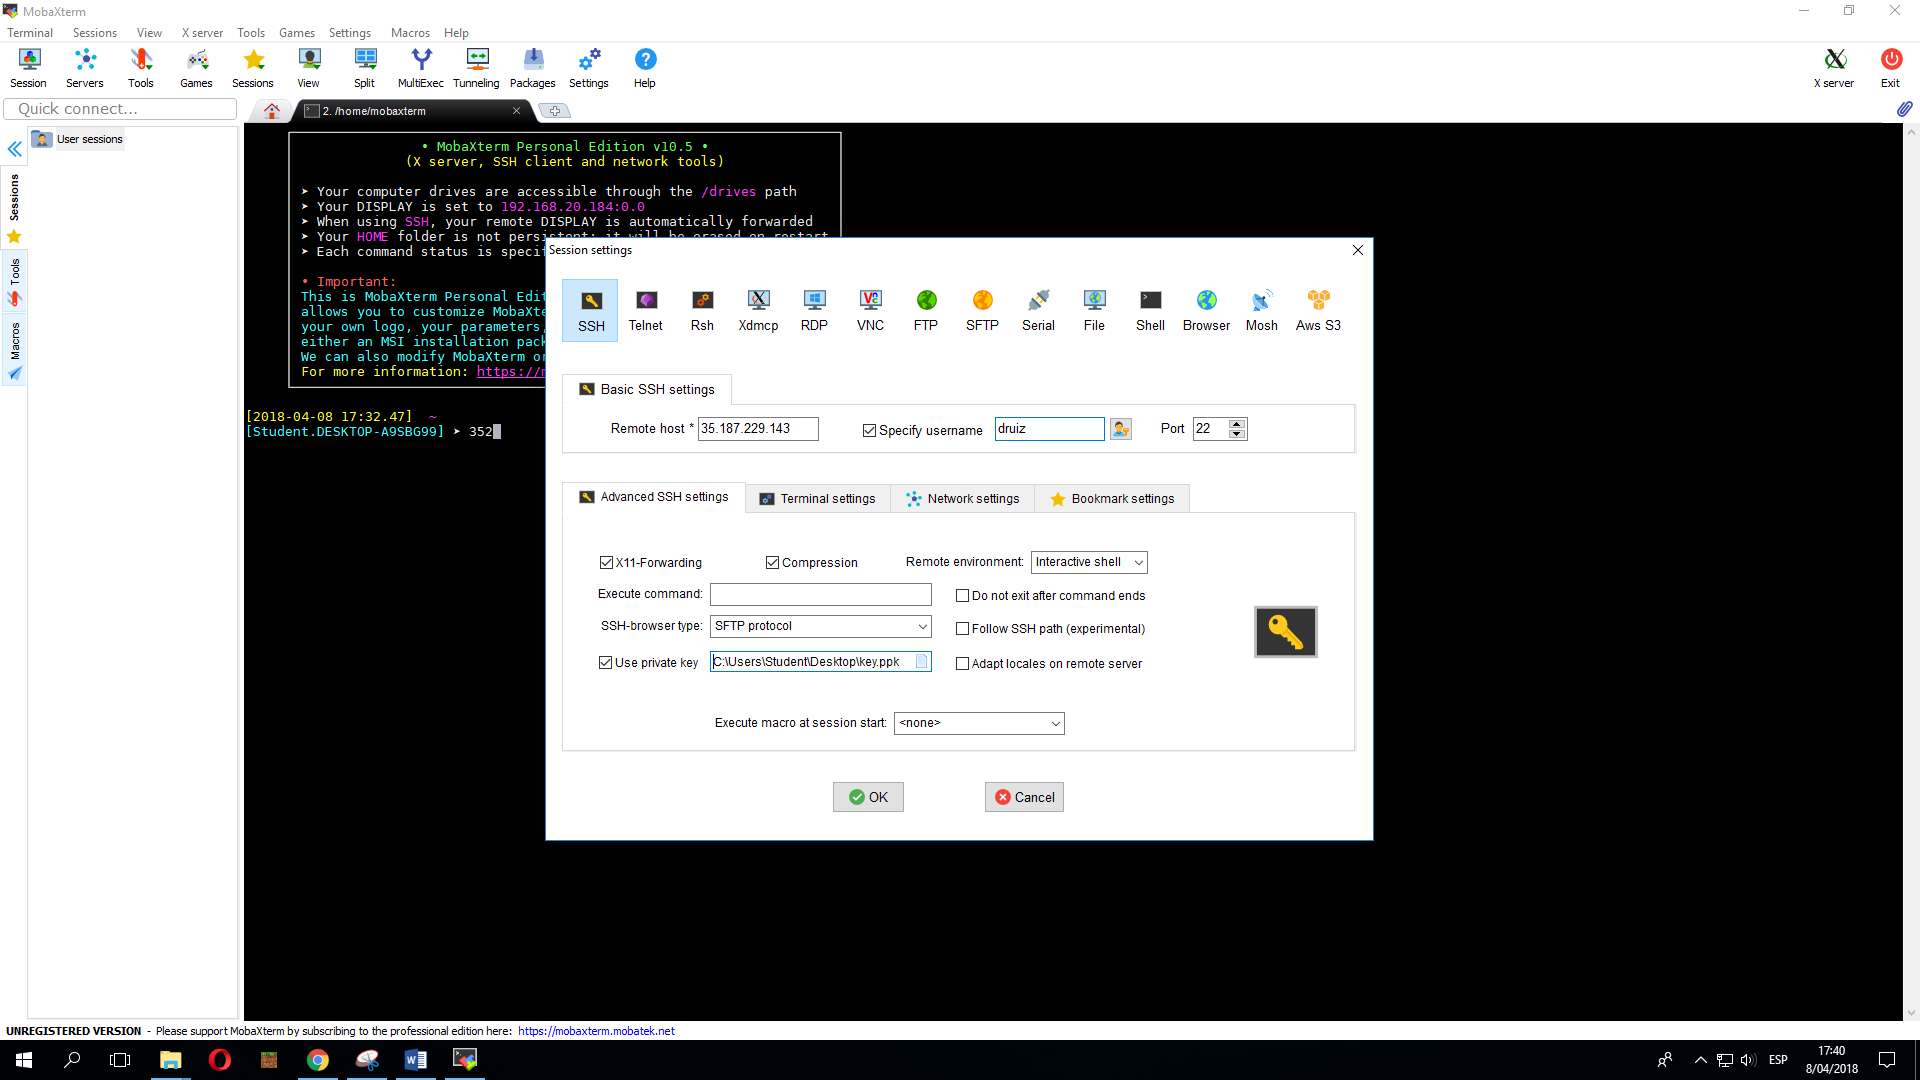 MobaXterm
Terminal Sessions View X server Tools Games Settings Macros Help
Session Servers Tools Games Sessions View Split MultiExec Tunneling Packages Settings Help X server Exit
Quick connect...
2. /home/mobaxterm
User sessions
Sessions
Tools
Macros
• MobaXterm Personal Edition v10.5 •
(X server, SSH client and network tools)
➤ Your computer drives are accessible through the /drives path
➤ Your DISPLAY is set to 192.168.20.184:0.0
➤ When using SSH, your remote DISPLAY is automatically forwarded
➤ Your HOME folder is not persistent: it will be erased on restart
➤ Each command status is specif
• Important:
This is MobaXterm Personal Edit
allows you to customize MobaXte
your own logo, your parameters,
either an MSI installation pack
We can also modify MobaXterm or
For more information: https://m
[2018-04-08 17:32.47] ~
[Student.DESKTOP-A9SBG99] ➤ 352
Session settings
SSH Telnet Rsh Xdmcp RDP VNC FTP SFTP Serial File Shell Browser Mosh Aws S3
Basic SSH settings
Remote host * 35.187.229.143 Specify username druiz Port 22
Advanced SSH settings Terminal settings Network settings Bookmark settings
X11-Forwarding Compression Remote environment: Interactive shell
Execute command: Do not exit after command ends
SSH-browser type: SFTP protocol Follow SSH path (experimental)
Use private key C:\Users\Student\Desktop\key.ppk Adapt locales on remote server
Execute macro at session start: <none>
OK Cancel
UNREGISTERED VERSION - Please support MobaXterm by subscribing to the professional edition here: https://mobaxterm.mobatek.net
ESP
17:40
8/04/2018